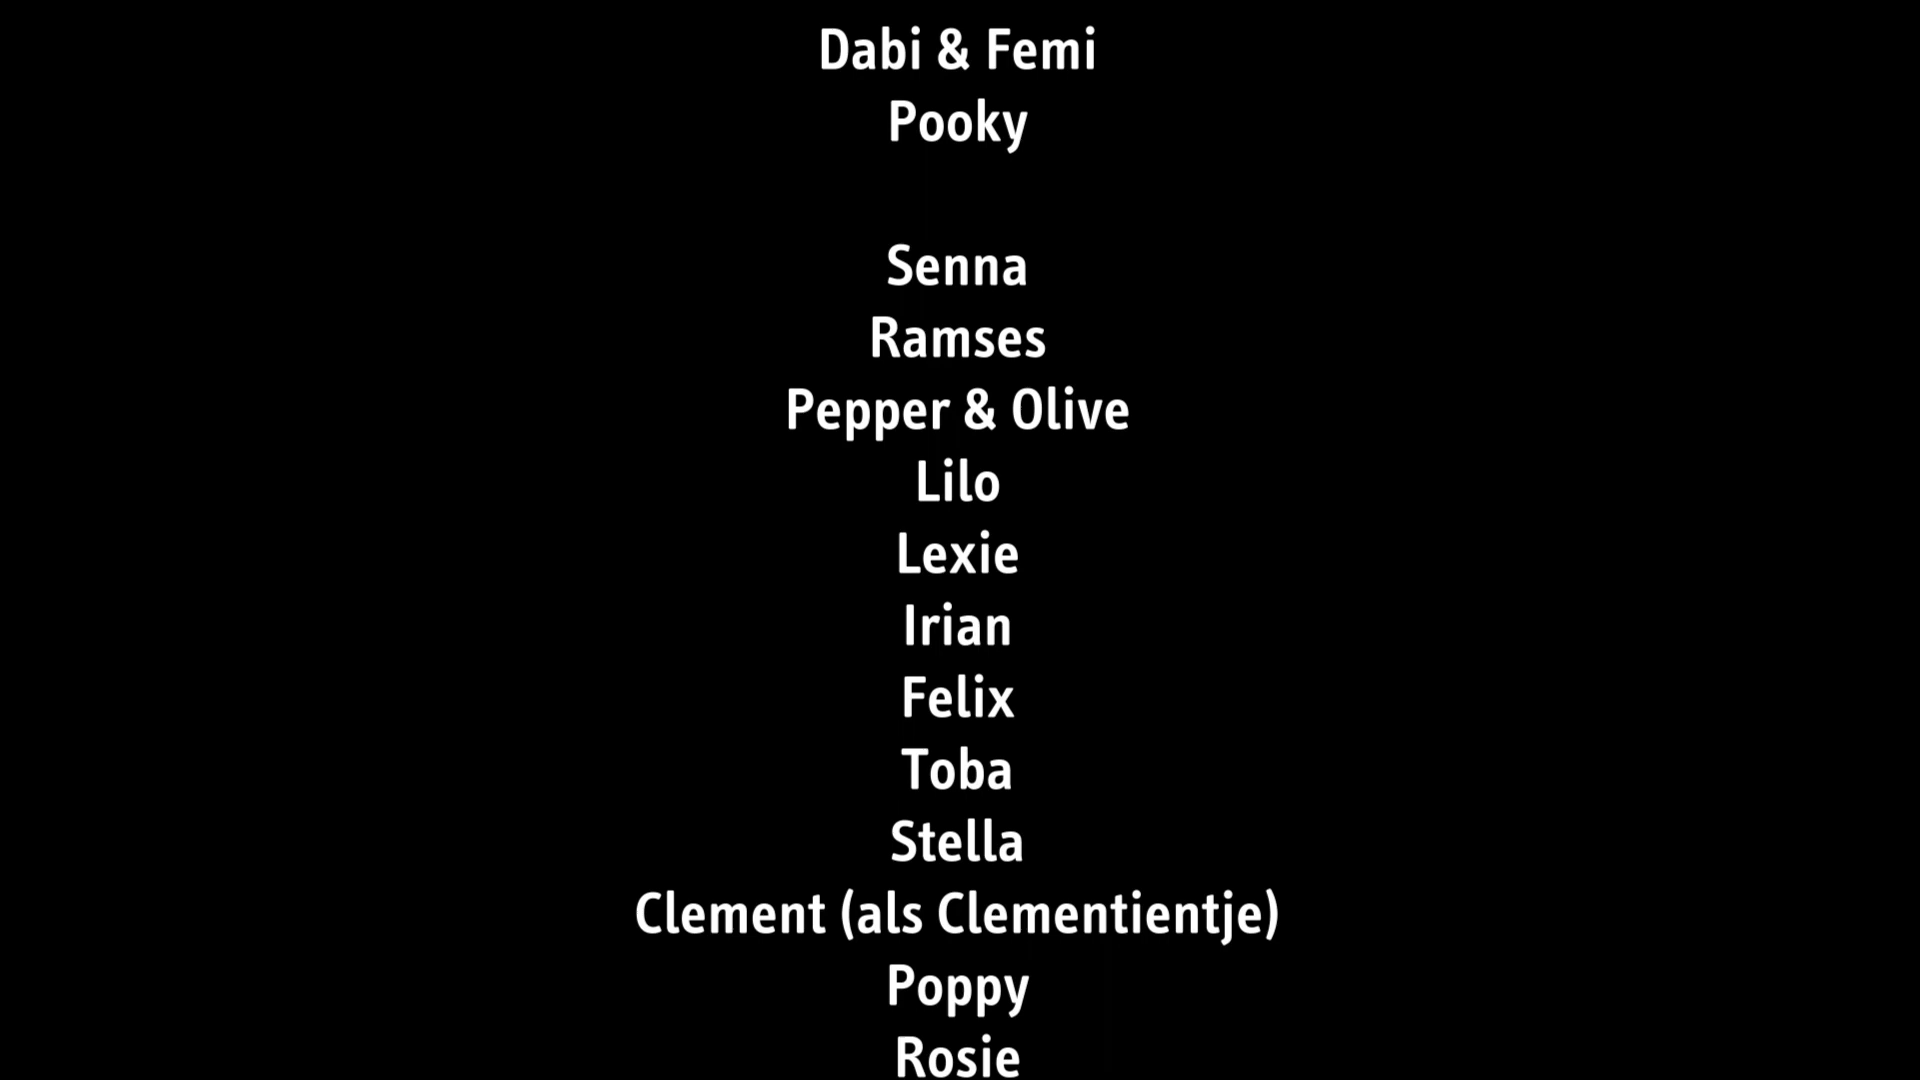 Dabi & Femi
Pooky
Senna
Ramses
Pepper & Olive
Lilo
Lexie
Irian
Felix
Toba
Stella
Clement (als Clementientje)
Poppy
Rosie